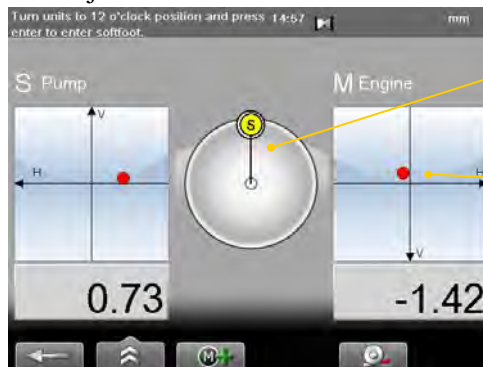 Turn units to 12 o'clock position and press 14:57 mm
enter to enter softfoot.
S Pump M Engine
V
S
H H
V
0.73 -1.42
M